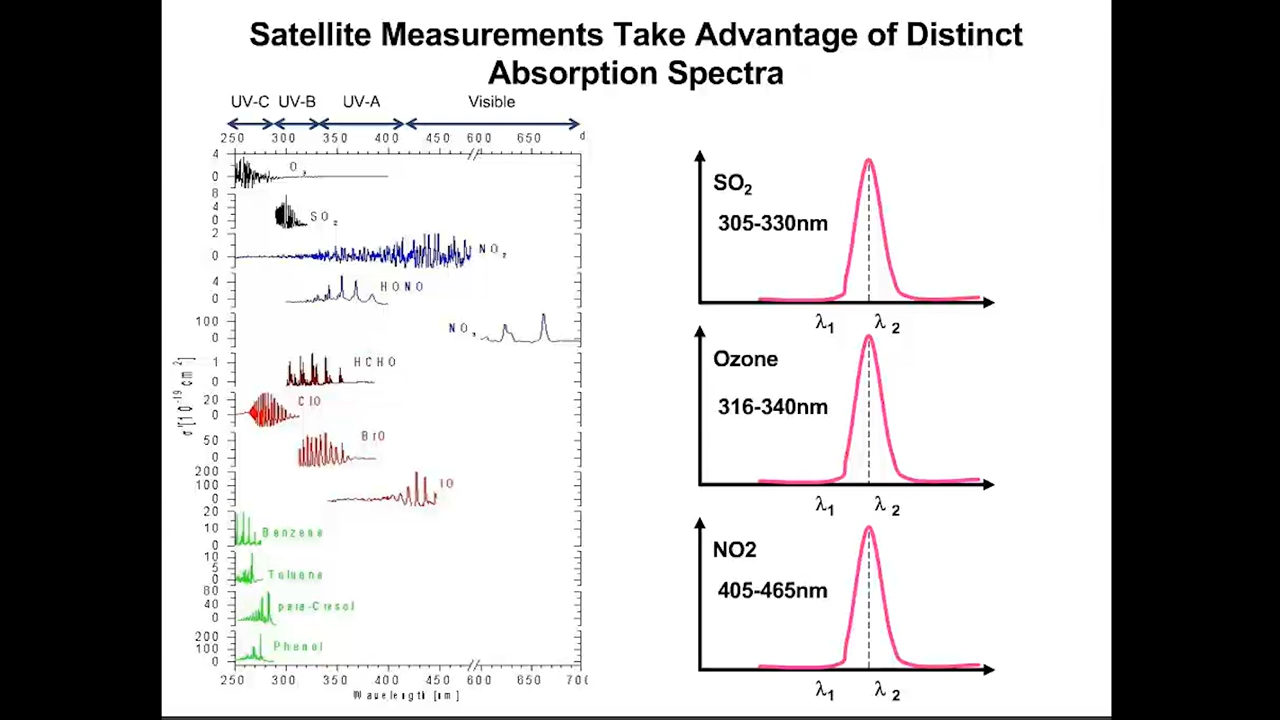 Satellite Measurements Take Advantage of Distinct
Absorption Spectra
UV-C UV-B UV-A Visible
250 300 350 400 450 600 650 d
4
0
O3
8
4
0
SO2
2
0
NO2
4
0
HONO
100
0
NO3
1
0
HCHO
20
0
ClO
50
0
BrO
200
100
0
IO
20
10
0
Benzene
10
5
0
Toluene
80
40
0
para-Cresol
200
100
0
Phenol
250 300 350 400 450 600 650 700
Wavelength [nm]
σ [10⁻¹⁹ cm²]
SO₂
305-330nm
λ₁ λ₂
Ozone
316-340nm
λ₁ λ₂
NO2
405-465nm
λ₁ λ₂